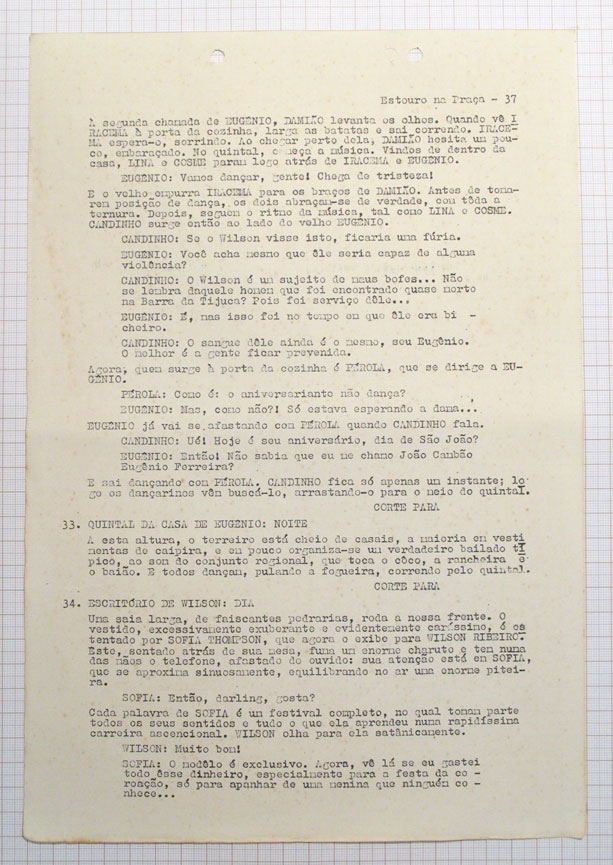 Estouro na Praça - 37
À segunda chamada de EUGÊNIO, DAMIÃO levanta os olhos. Quando vê I
RACEMA à porta da cozinha, larga as batatas e sai correndo. IRACE-
MA espera-o, sorrindo. Ao chegar perto dela, DAMIÃO hesita um pou-
co, embaraçado. No quintal, começa a música. Vindos de dentro da
casa, LINA e COSME param logo atrás de IRACEMA e EUGÊNIO.
EUGÊNIO: Vamos dançar, gente! Chega de tristeza!
E o velho empurra IRACEMA para os braços de DAMIÃO. Antes de toma-
rem posição de dança, os dois abraçam-se de verdade, com tôda a
ternura. Depois, seguem o ritmo da música, tal como LINA e COSME.
CANDINHO surge então ao lado do velho EUGÊNIO.
CANDINHO: Se o Wilson visse isto, ficaria uma fúria.
EUGÊNIO: Você acha mesmo que êle seria capaz de alguma
violência?
CANDINHO: O Wilson é um sujeito de maus bofes... Não
se lembra daquele homem que foi encontrado quase morto
na Barra da Tijuca? Pois foi serviço dêle...
EUGÊNIO: É, mas isso foi no tempo em que êle era bi -
cheiro.
CANDINHO: O sangue dêle ainda é o mesmo, seu Eugênio.
O melhor é a gente ficar prevenida.
Agora, quem surge à porta da cozinha é PÉROLA, que se dirige a EU-
GÊNIO.
PÉROLA: Como é: o aniversariante não dança?
EUGÊNIO: Mas, como não?! Só estava esperando a dama...
EUGÊNIO já vai se afastando com PÉROLA quando CANDINHO fala.
CANDINHO: Ué! Hoje é seu aniversário, dia de São João?
EUGÊNIO: Então! Não sabia que eu me chamo João Cambão
Eugênio Ferreira?
E sai dançando com PÉROLA. CANDINHO fica só apenas um instante; lo-
go os dançarinos vêm buscá-lo, arrastando-o para o meio do quintal.
CORTE PARA
33. QUINTAL DA CASA DE EUGÊNIO: NOITE
A esta altura, o terreiro está cheio de casais, a maioria em vesti
mentas de caipira, e em pouco organiza-se um verdadeiro bailado tí
pico, ao som do conjunto regional, que toca o côco, a rancheira e
o baião. E todos dançam, pulando a fogueira, correndo pelo quintal.
CORTE PARA
34. ESCRITÓRIO DE WILSON: DIA
Uma saia larga, de faiscantes pedrarias, roda a nossa frente. O
vestido, excessivamente exuberante e evidentemente caríssimo, é os
tentado por SOFIA THOMPSON, que agora o exibe para WILSON RIBEIRO.
Êste, sentado atrás de sua mesa, fuma um enorme charuto e tem numa
das mãos o telefone, afastado do ouvido: sua atenção está em SOFIA,
que se aproxima sinuosamente, equilibrando no ar uma enorme pitei-
ra.
SOFIA: Então, darling, gosta?
Cada palavra de SOFIA é um festival completo, no qual tomam parte
todos os seus sentidos e tudo o que ela aprendeu numa rapidíssima
carreira ascencional. WILSON olha para ela satânicamente.
WILSON: Muito bom!
SOFIA: O modêlo é exclusivo. Agora, vê lá se eu gastei
todo êsse dinheiro, especialmente para a festa da co -
roação, só para apanhar de uma menina que ninguém co -
nhece...